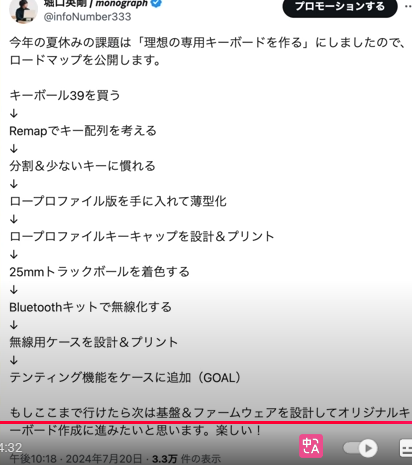 堀口英剛 / monograph
@infoNumber333
プロモーションする
今年の夏休みの課題は「理想の専用キーボードを作る」にしましたので、
ロードマップを公開します。
キーボール39を買う
↓
Remapでキー配列を考える
↓
分割＆少ないキーに慣れる
↓
ロープロファイル版を手に入れて薄型化
↓
ロープロファイルキーキャップを設計＆プリント
↓
25mmトラックボールを着色する
↓
Bluetoothキットで無線化する
↓
無線用ケースを設計＆プリント
↓
テンティング機能をケースに追加（GOAL）
もしここまで行けたら次は基盤＆ファームウェアを設計してオリジナルキ
ーボード作成に進みたいと思います。楽しい！
4:32
中A
午後10:18 · 2024年7月20日 · 3.3万 件の表示